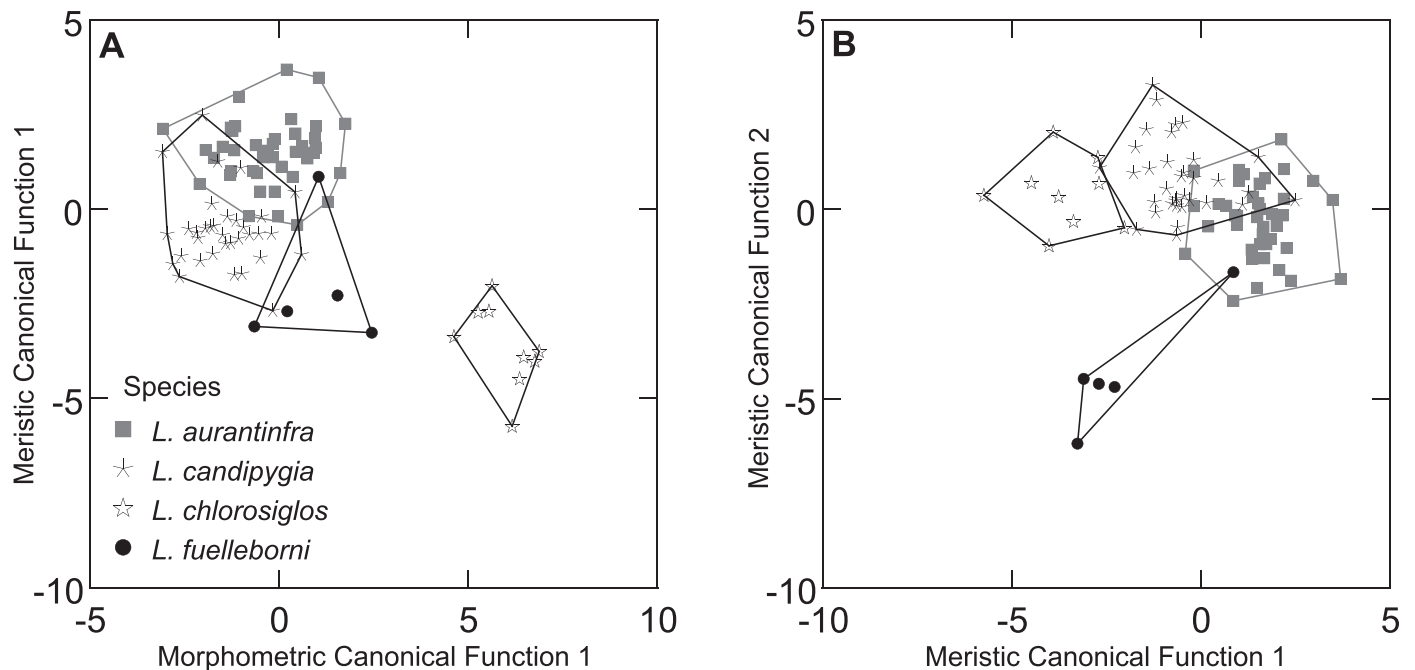 A
5
0
-5
-10
-5
0
5
10
Meristic Canonical Function 1
Morphometric Canonical Function 1
Species
L. aurantinfra
L. candipygia
L. chlorosiglos
L. fuelleborni
B
5
0
-5
-10
-10
-5
0
5
Meristic Canonical Function 2
Meristic Canonical Function 1